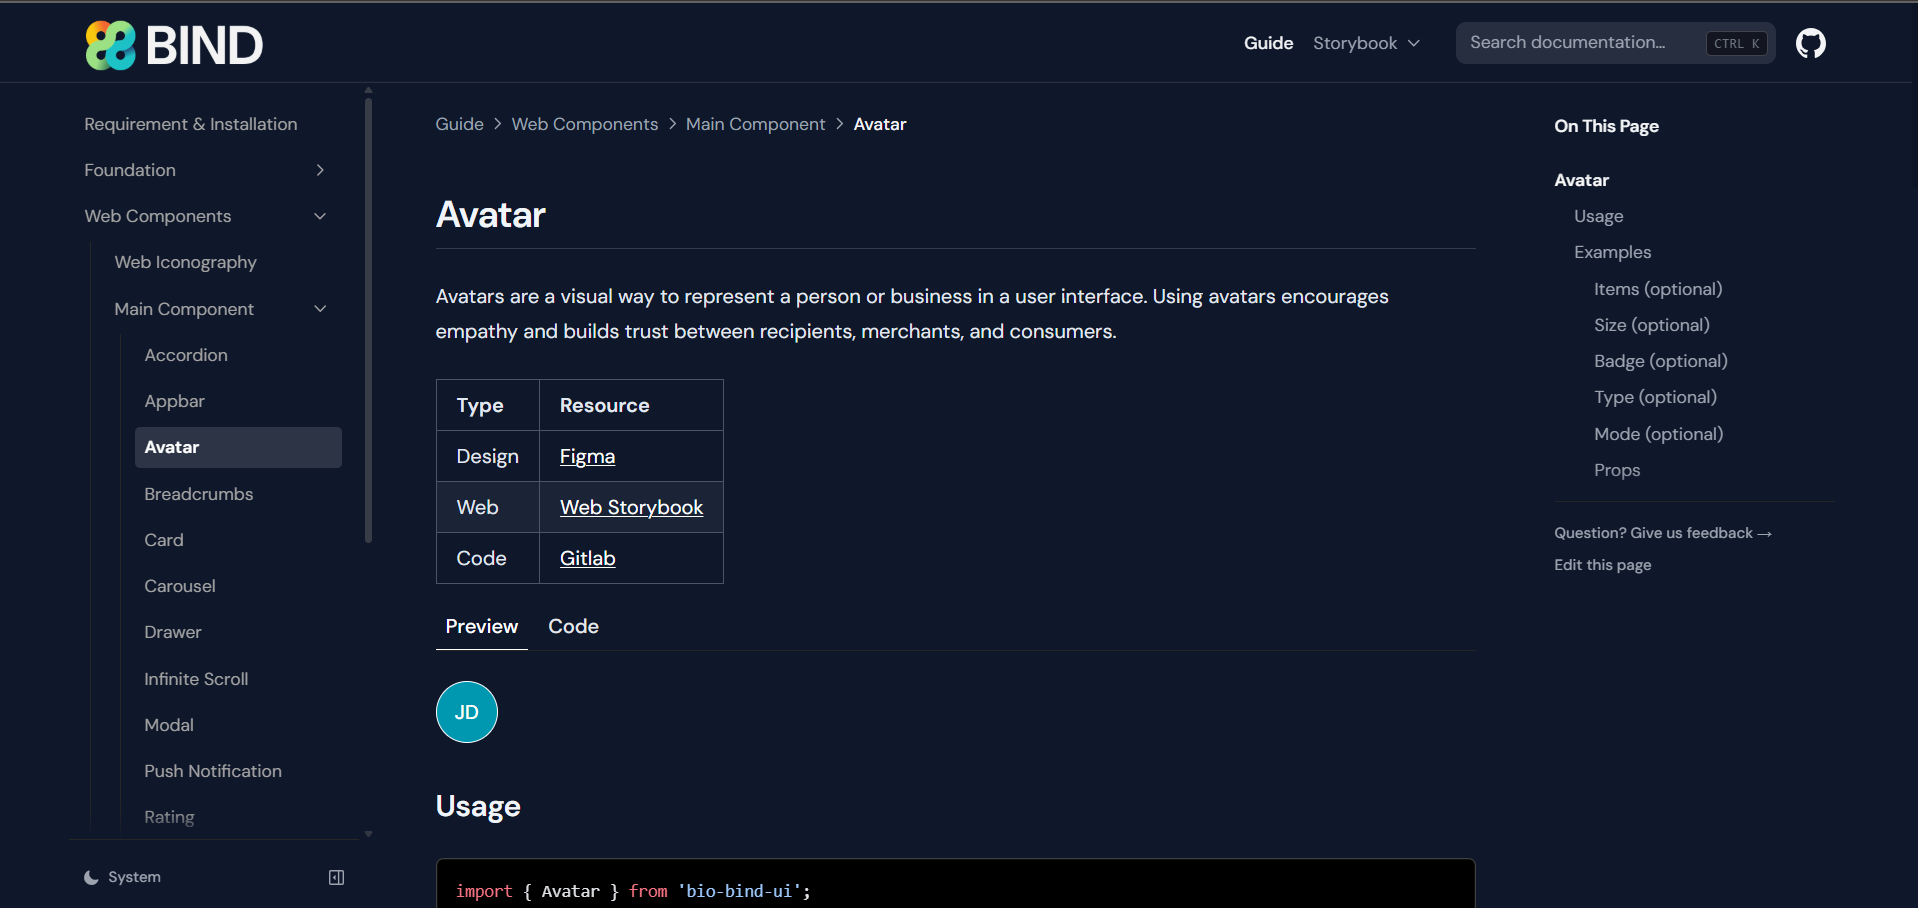 BIND
Guide
Storybook
Search documentation...
CTRL K
Requirement & Installation
Foundation
Web Components
Web Iconography
Main Component
Accordion
Appbar
Avatar
Breadcrumbs
Card
Carousel
Drawer
Infinite Scroll
Modal
Push Notification
Rating
System
Guide > Web Components > Main Component > Avatar
Avatar
Avatars are a visual way to represent a person or business in a user interface. Using avatars encourages
empathy and builds trust between recipients, merchants, and consumers.
Type Resource
Design Figma
Web Web Storybook
Code Gitlab
Preview Code
JD
Usage
import { Avatar } from 'bio-bind-ui';
On This Page
Avatar
Usage
Examples
Items (optional)
Size (optional)
Badge (optional)
Type (optional)
Mode (optional)
Props
Question? Give us feedback →
Edit this page